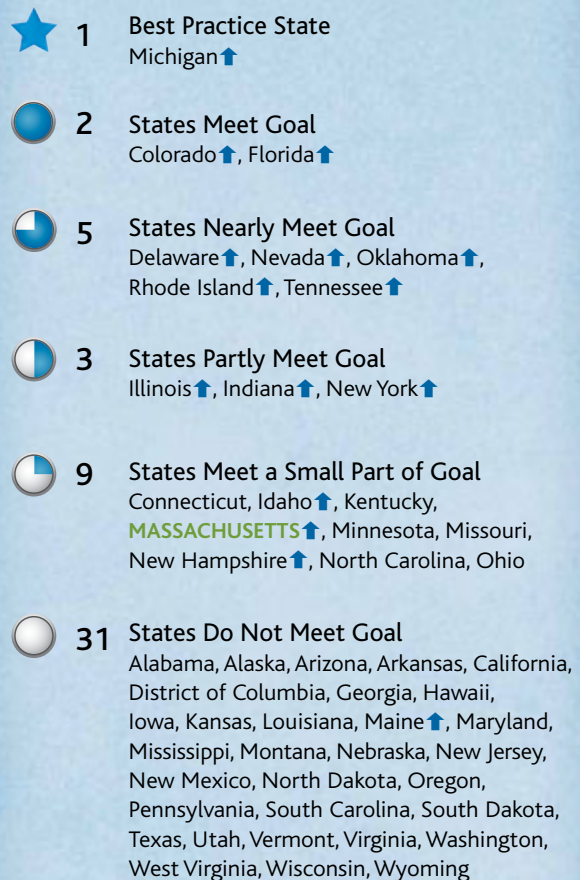 1 Best Practice State
Michigan⬆
2 States Meet Goal
Colorado⬆, Florida⬆
5 States Nearly Meet Goal
Delaware⬆, Nevada⬆, Oklahoma⬆,
Rhode Island⬆, Tennessee⬆
3 States Partly Meet Goal
Illinois⬆, Indiana⬆, New York⬆
9 States Meet a Small Part of Goal
Connecticut, Idaho⬆, Kentucky,
MASSACHUSETTS⬆, Minnesota, Missouri,
New Hampshire⬆, North Carolina, Ohio
31 States Do Not Meet Goal
Alabama, Alaska, Arizona, Arkansas, California,
District of Columbia, Georgia, Hawaii,
Iowa, Kansas, Louisiana, Maine⬆, Maryland,
Mississippi, Montana, Nebraska, New Jersey,
New Mexico, North Dakota, Oregon,
Pennsylvania, South Carolina, South Dakota,
Texas, Utah, Vermont, Virginia, Washington,
West Virginia, Wisconsin, Wyoming